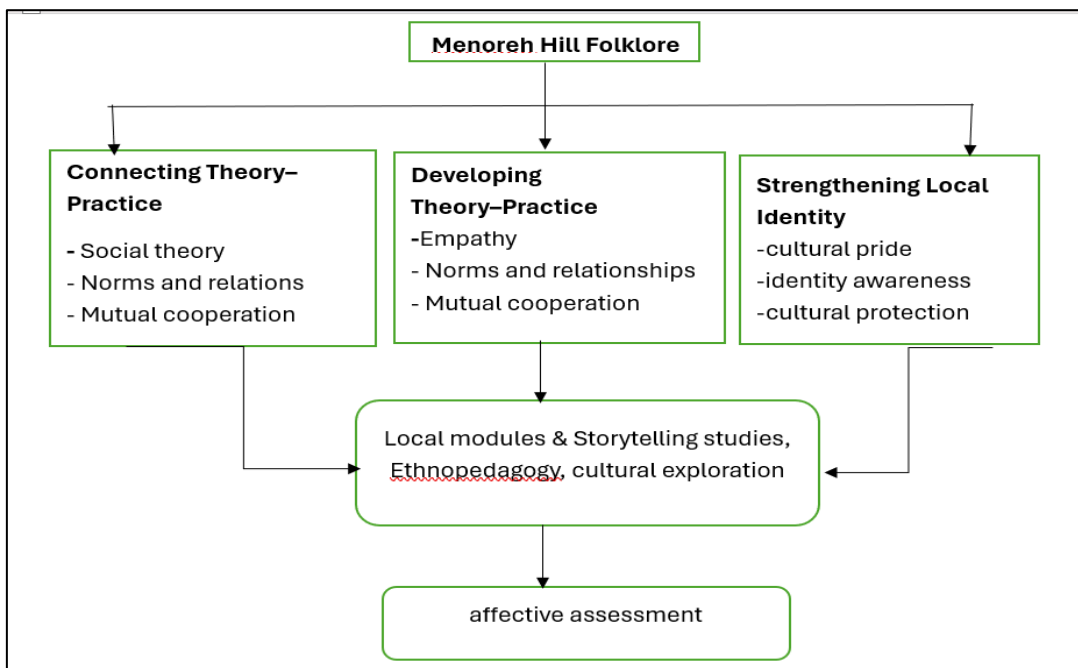 Menoreh Hill Folklore
Connecting Theory–
Practice
- Social theory
- Norms and relations
- Mutual cooperation
Developing
Theory–Practice
-Empathy
- Norms and relationships
- Mutual cooperation
Strengthening Local
Identity
-cultural pride
-identity awareness
-cultural protection
Local modules & Storytelling studies,
Ethnopedagogy, cultural exploration
affective assessment